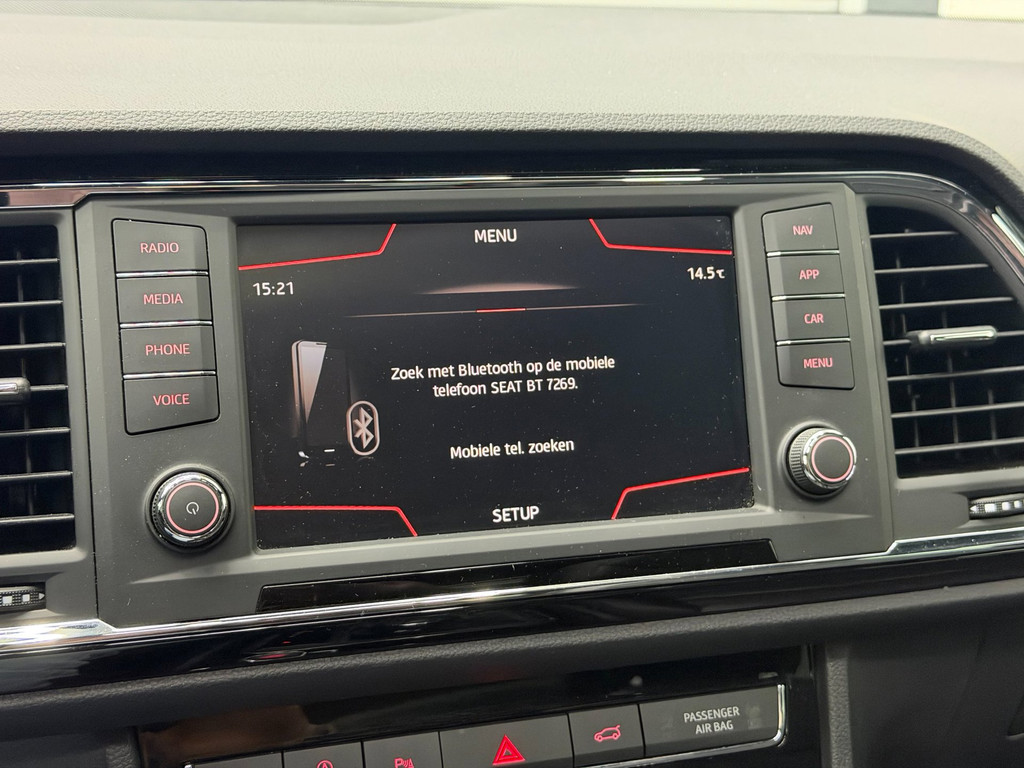 RADIO
MEDIA
PHONE
VOICE
MENU
15:21
14.5℃
Zoek met Bluetooth op de mobiele
telefoon SEAT BT 7269.
Mobiele tel. zoeken
SETUP
NAV
APP
CAR
MENU
PASSENGER
AIR BAG